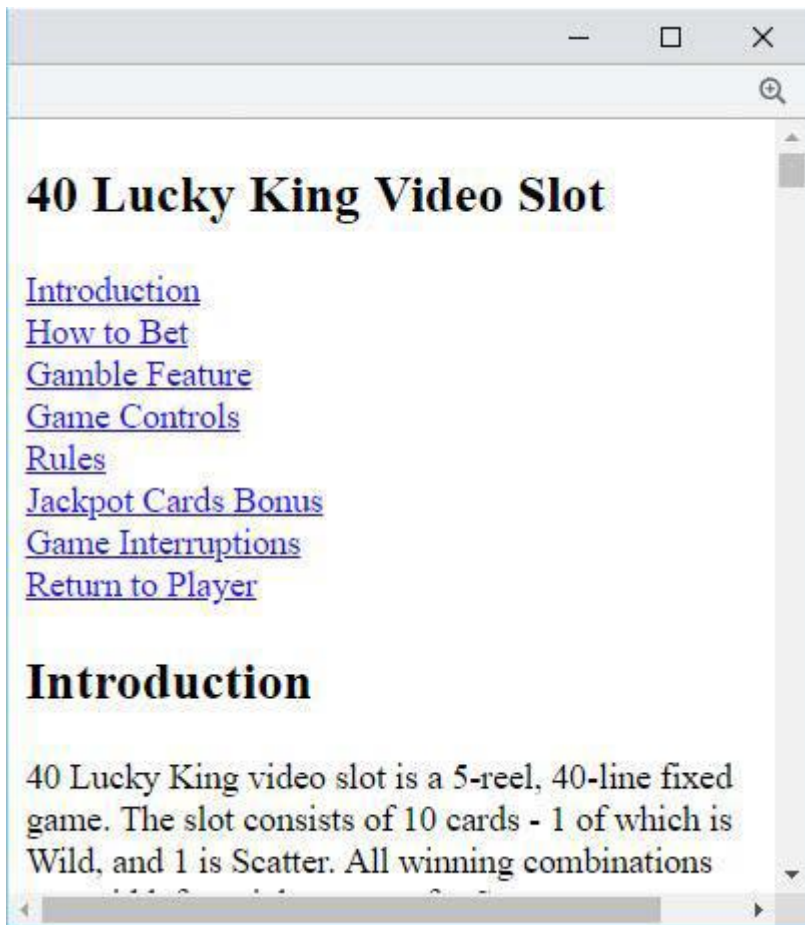 40 Lucky King Video Slot
Introduction
How to Bet
Gamble Feature
Game Controls
Rules
Jackpot Cards Bonus
Game Interruptions
Return to Player
Introduction
40 Lucky King video slot is a 5-reel, 40-line fixed
game. The slot consists of 10 cards - 1 of which is
Wild, and 1 is Scatter. All winning combinations